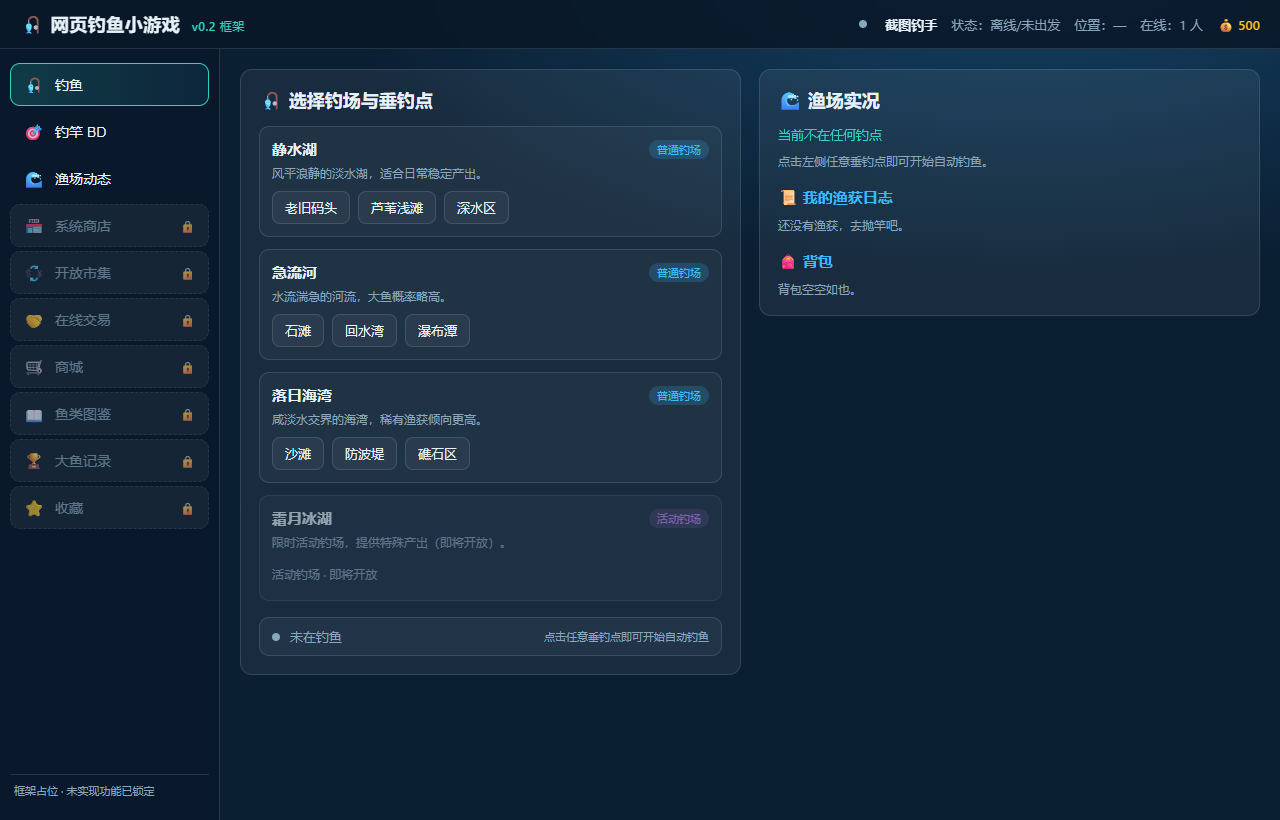 网页钓鱼小游戏 v0.2 框架
截图钓手 状态：离线/未出发 位置：— 在线：1 人 500
钓鱼
钓竿 BD
渔场动态
系统商店
开放市集
在线交易
商城
鱼类图鉴
大鱼记录
收藏
框架占位 · 未实现功能已锁定
选择钓场与垂钓点
静水湖 普通钓场
风平浪静的淡水湖，适合日常稳定产出。
老旧码头 芦苇浅滩 深水区
急流河 普通钓场
水流湍急的河流，大鱼概率略高。
石滩 回水湾 瀑布潭
落日海湾 普通钓场
咸淡水交界的海湾，稀有渔获倾向更高。
沙滩 防波堤 礁石区
霜月冰湖 活动钓场
限时活动钓场，提供特殊产出（即将开放）。
活动钓场 · 即将开放
未在钓鱼 点击任意垂钓点即可开始自动钓鱼
渔场实况
当前不在任何钓点
点击左侧任意垂钓点即可开始自动钓鱼。
我的渔获日志
还没有渔获，去抛竿吧。
背包
背包空空如也。